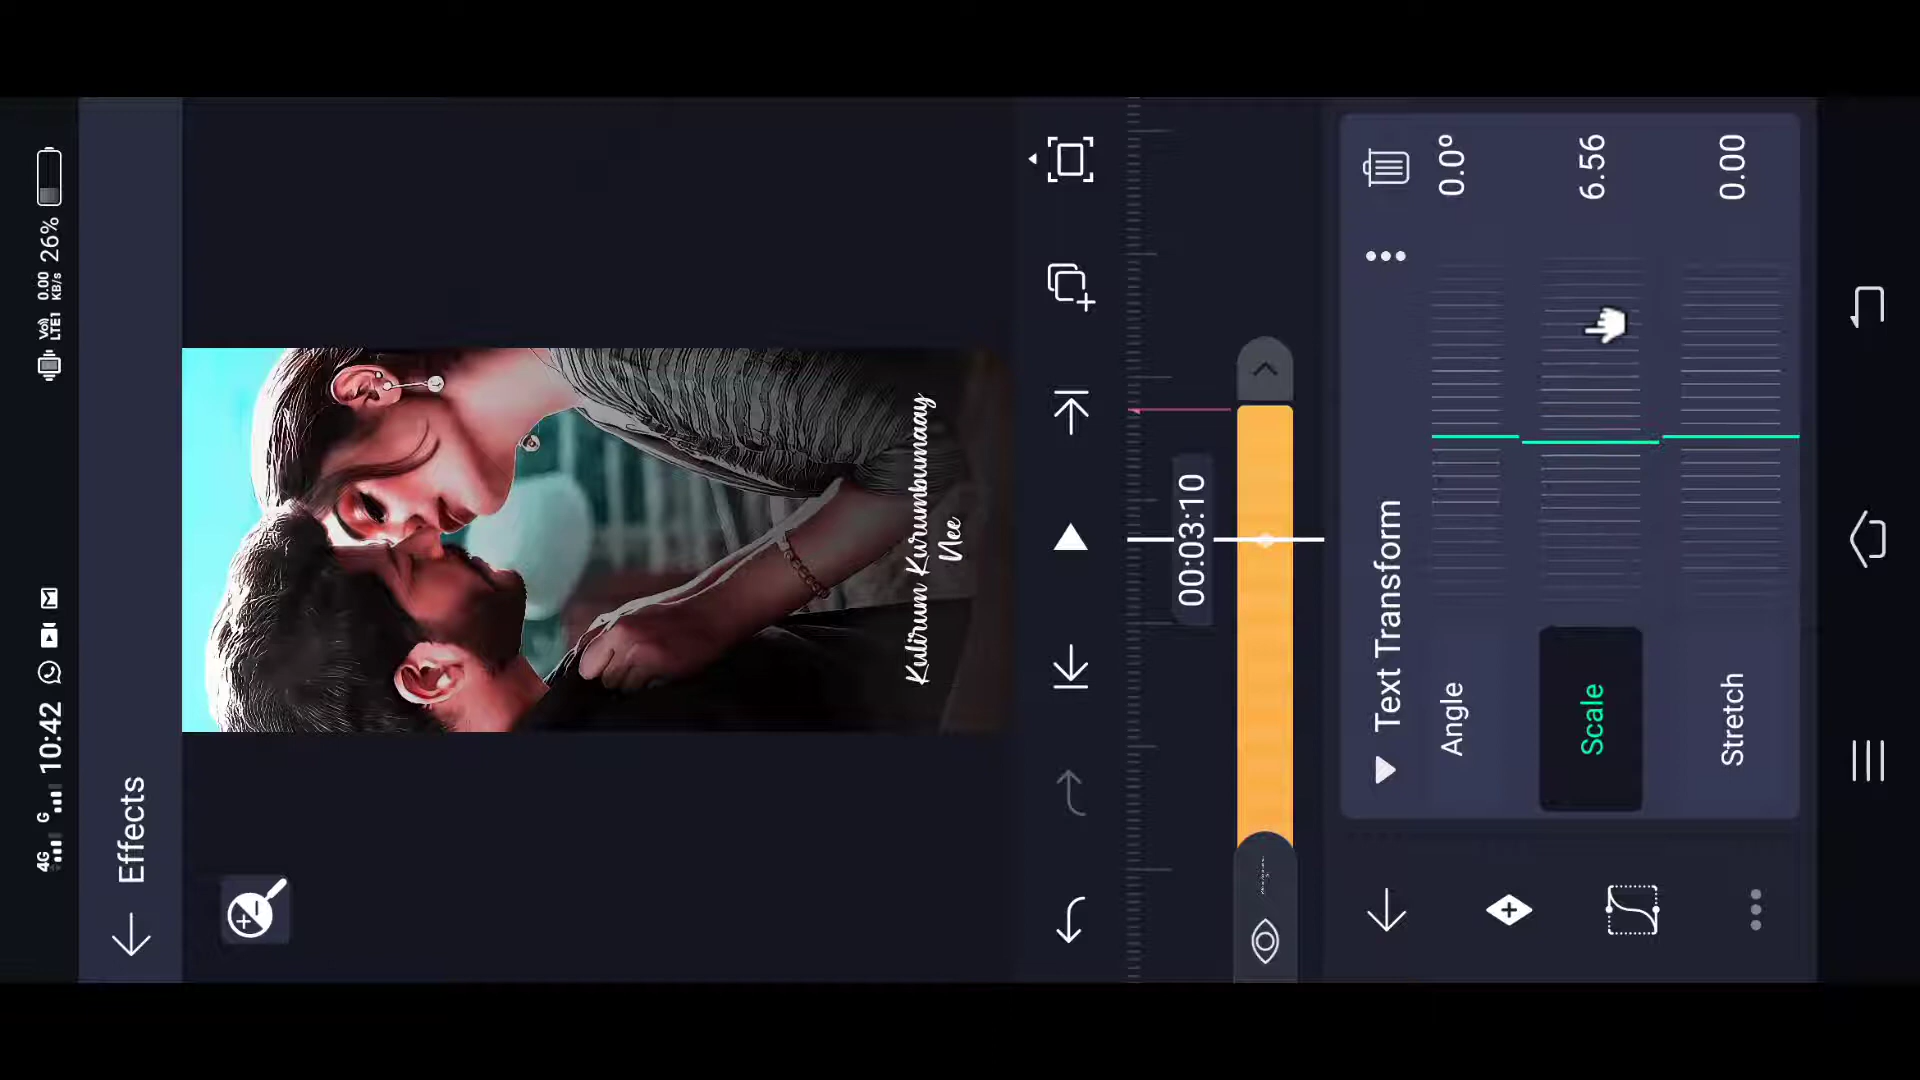 4G G 10:42
Voll LTE1 0.00 KB/s 26%
Effects
Kulirum Kurumbumaay
Nee
00:03:10
Text Transform
Angle 0.0°
Scale 6.56
Stretch 0.00